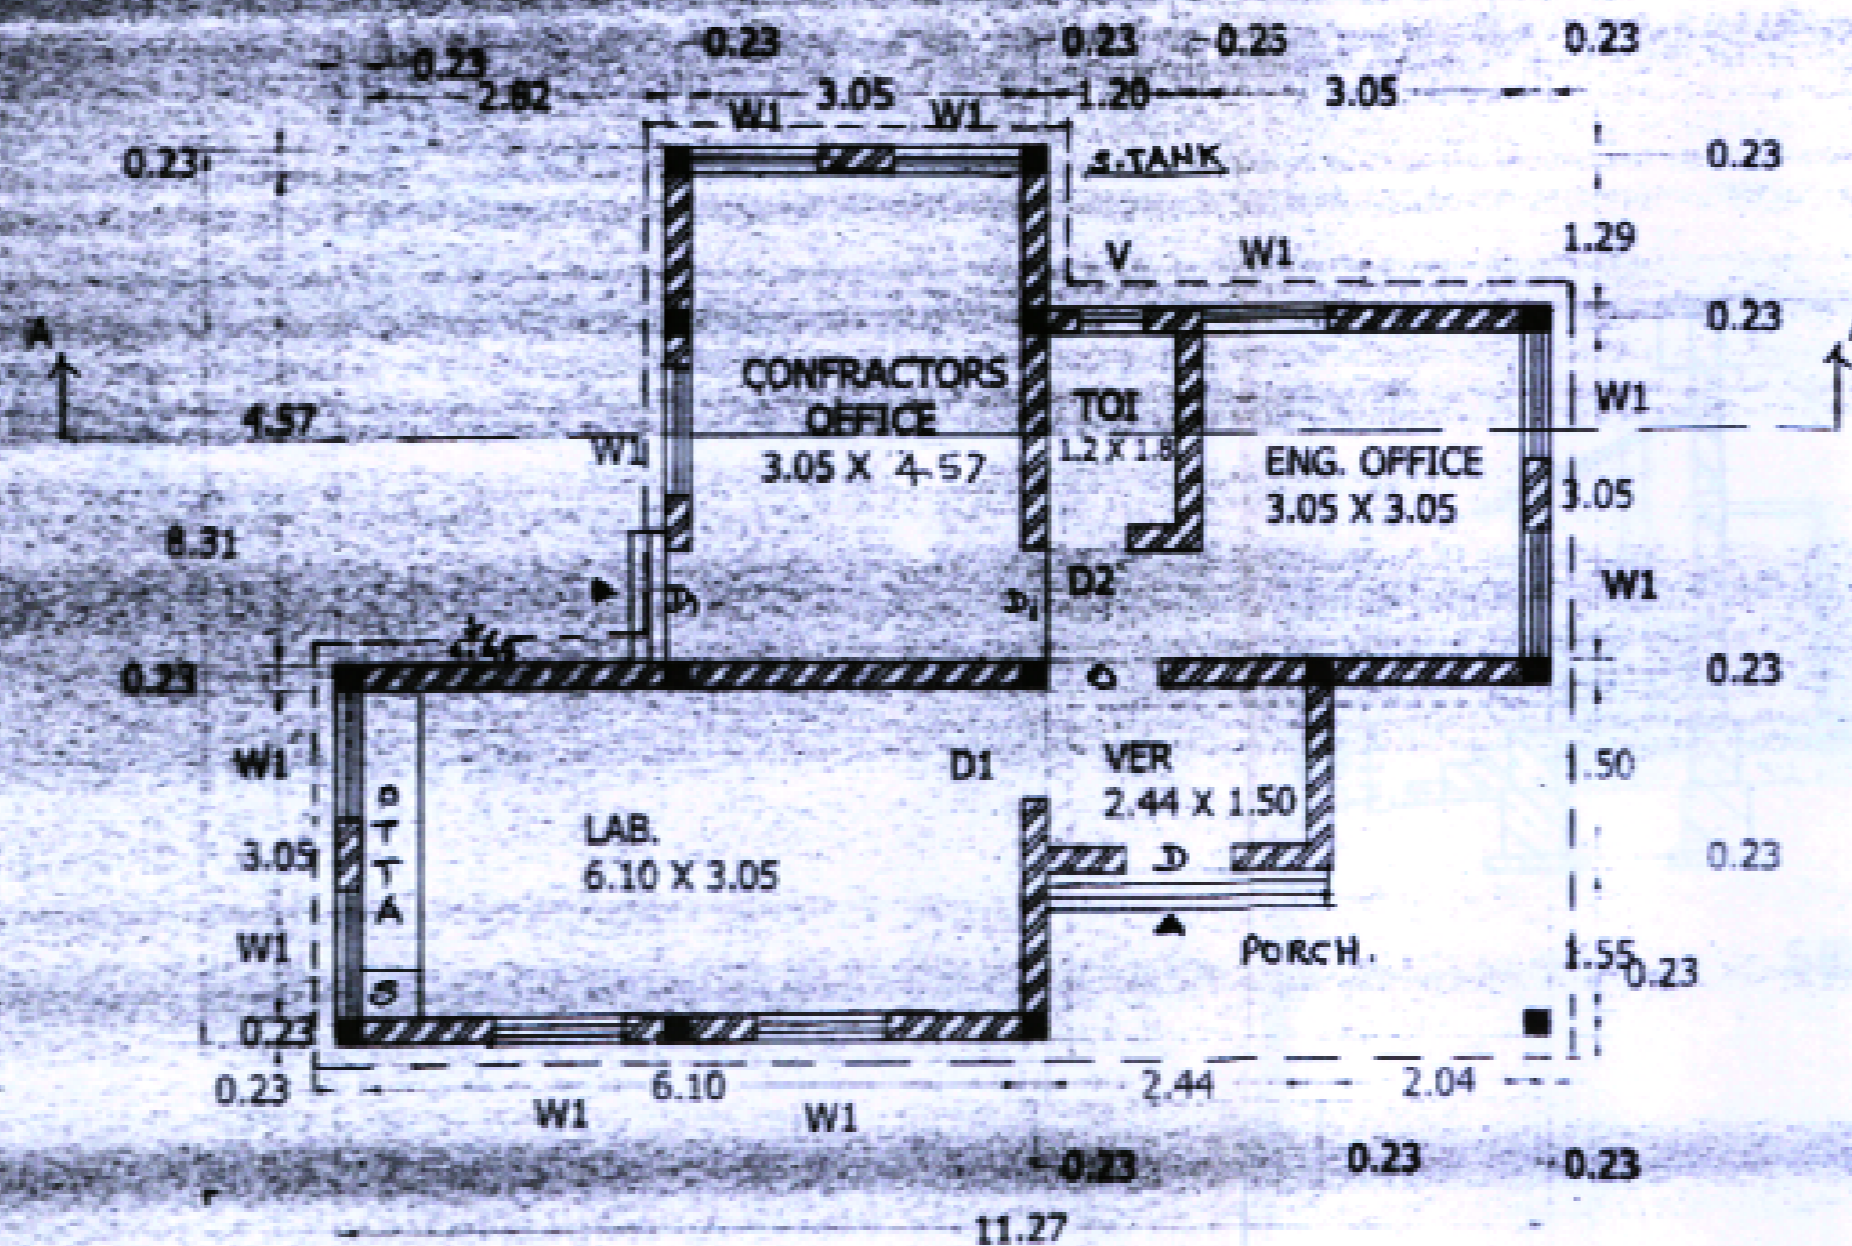 0.23 0.23 0.25 0.23
0.23
2.82 3.05 1.20 3.05
W1 W1
0.23 S.TANK 0.23
V W1 1.29
A 0.23
CONFRACTORS
OFFICE
TOI W1
4.57
W1 3.05 X 4.57 1.2 X 1.8 ENG. OFFICE
3.05 X 3.05 3.05
8.31
D1 D1 D2 W1
0.23 O 0.23
W1 D1 VER 1.50
2.44 X 1.50
OTTA
LAB.
6.10 X 3.05
3.05 D 0.23
W1 PORCH. 1.55
0.23
S
0.23
0.23 6.10 2.44 2.04
W1 W1
0.23 0.23 0.23
11.27